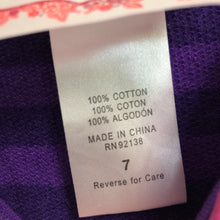 100% COTTON
100% COTON
100% ALGODÓN
MADE IN CHINA
RN92138
7
Reverse for Care